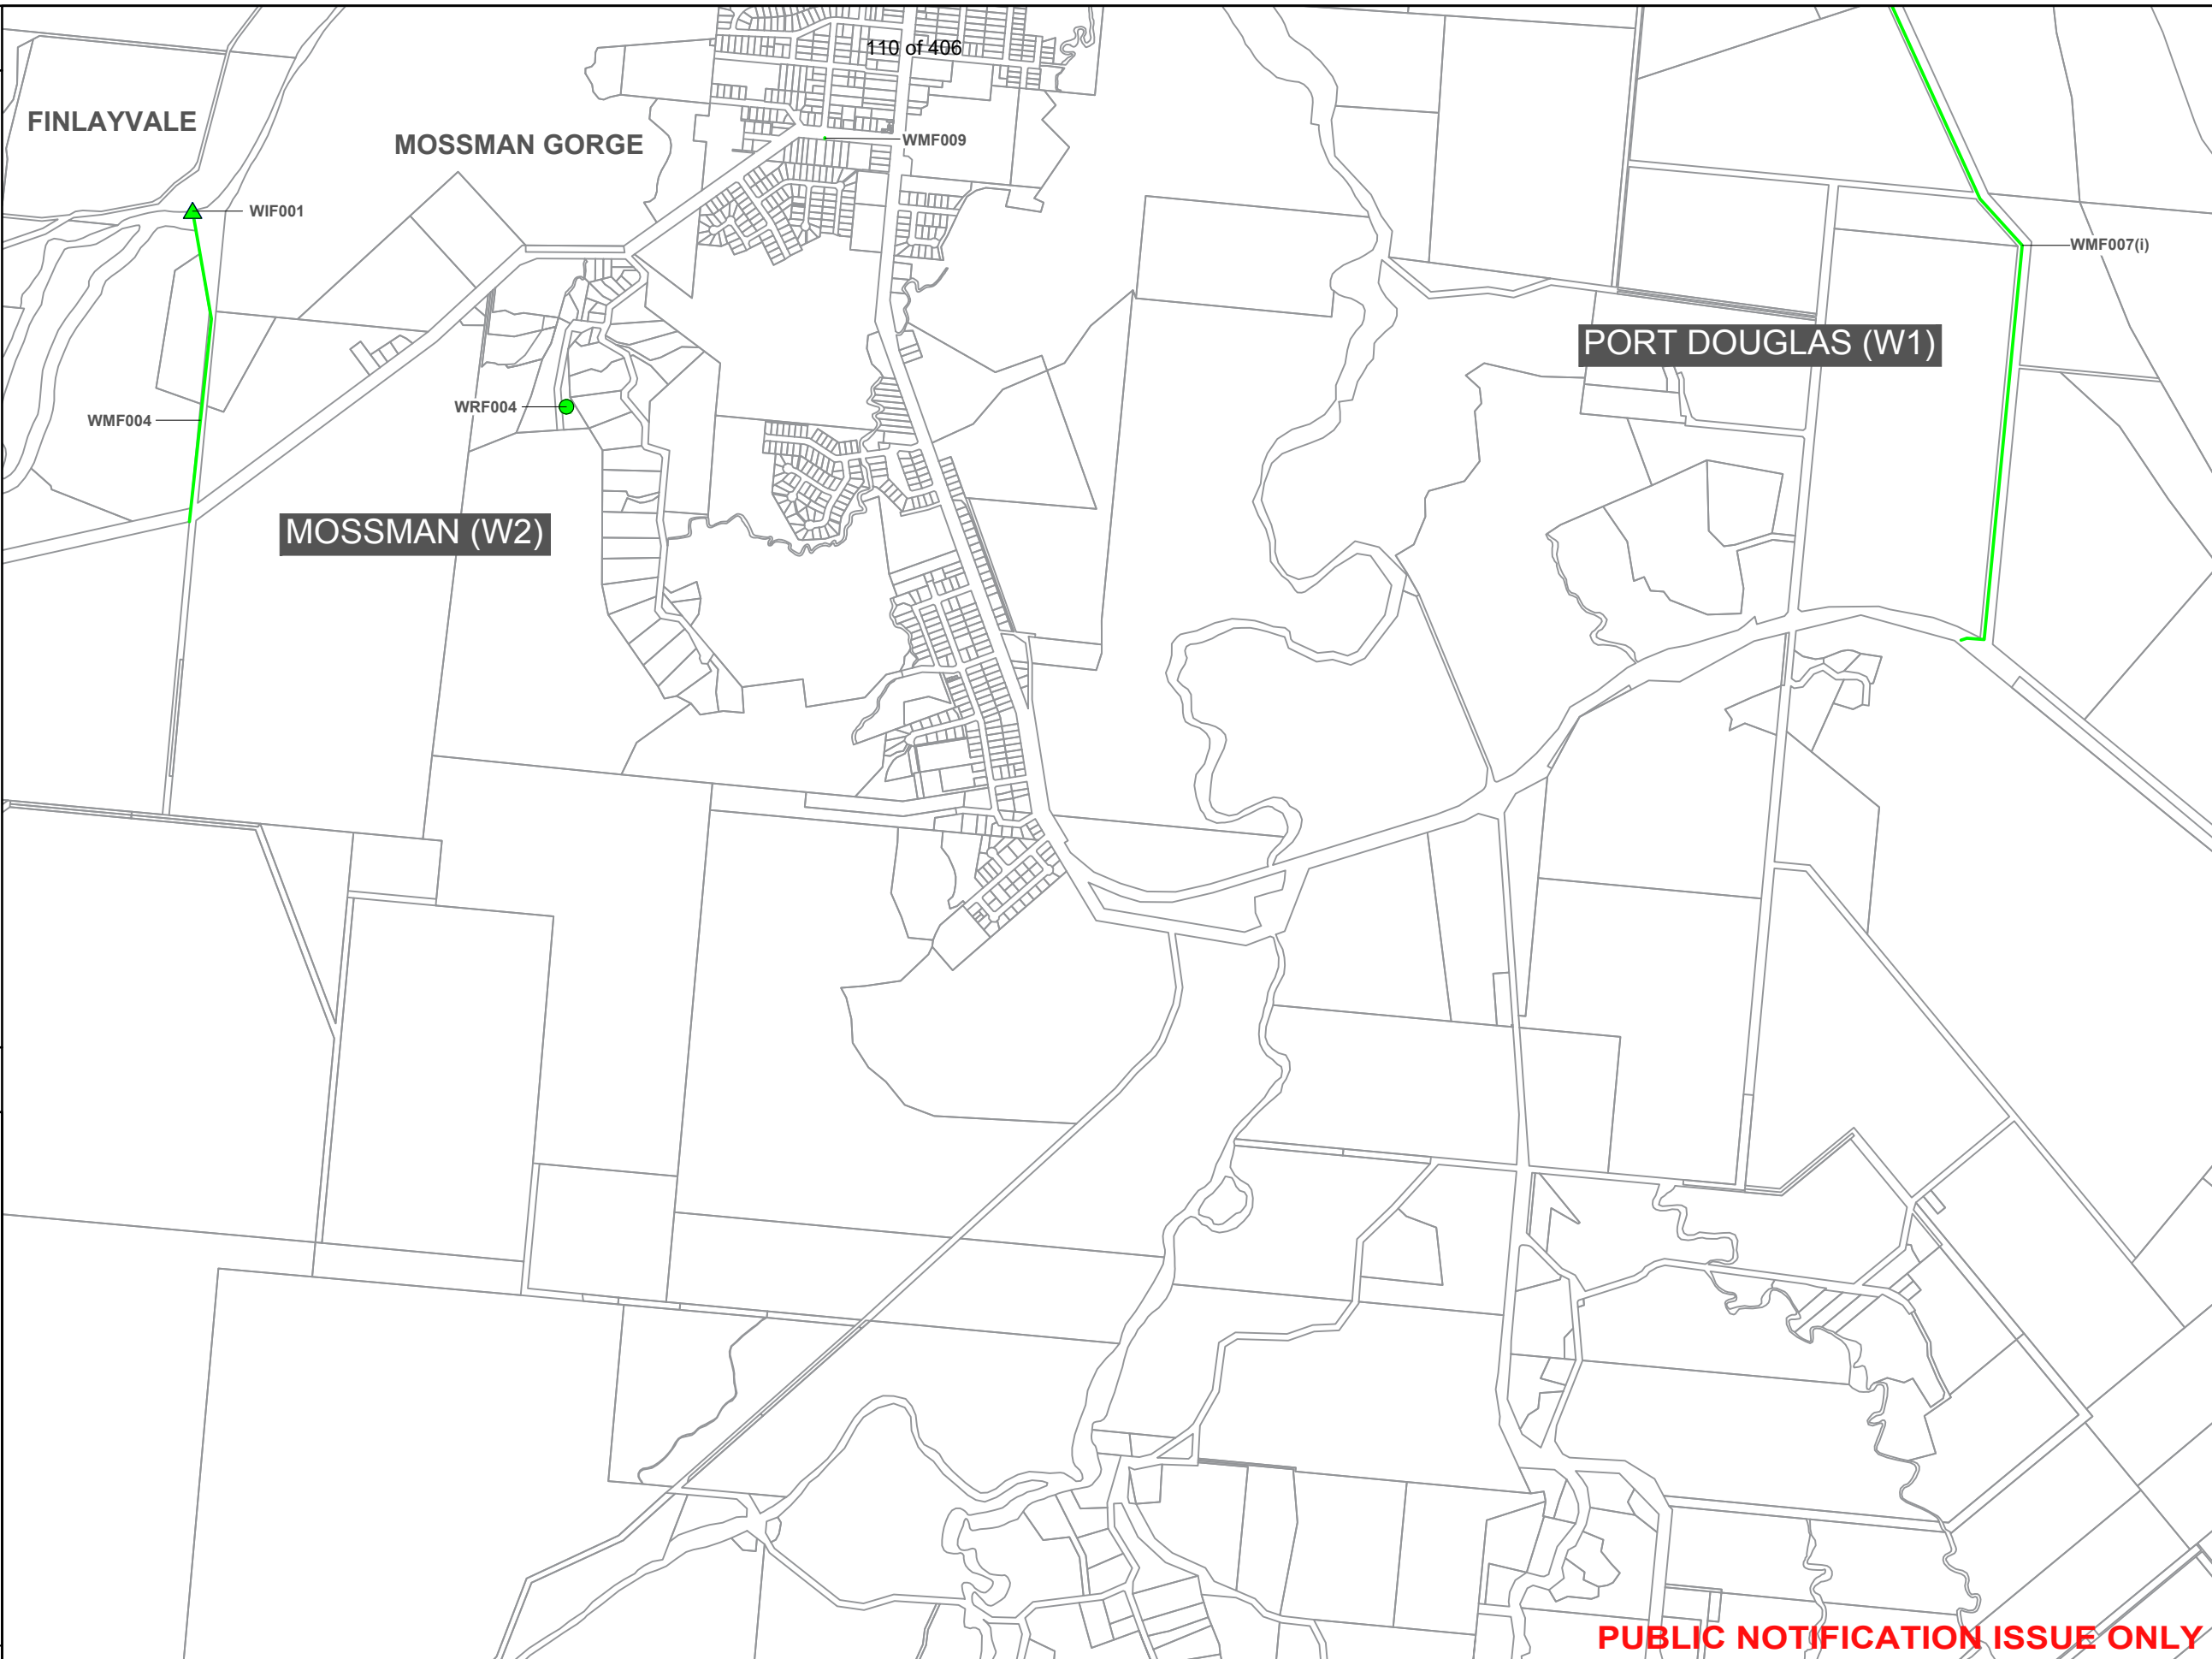 110 of 406
FINLAYVALE
MOSSMAN GORGE
WMF009
WIF001
WMF007(i)
PORT DOUGLAS (W1)
WRF004
WMF004
MOSSMAN (W2)
PUBLIC NOTIFICATION ISSUE ONLY